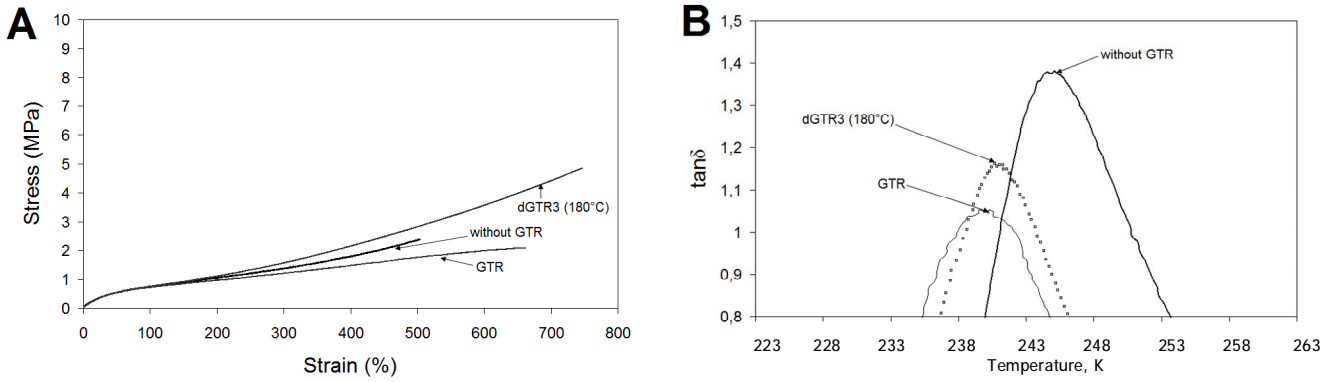 A
10
9
8
7
6
5
4
3
2
1
0
Stress (MPa)
dGTR3 (180°C)
without GTR
GTR
0 100 200 300 400 500 600 700 800
Strain (%)
B
1,5
1,4
1,3
1,2
1,1
1
0,9
0,8
tanδ
without GTR
dGTR3 (180°C)
GTR
223 228 233 238 243 248 253 258 263
Temperature, K